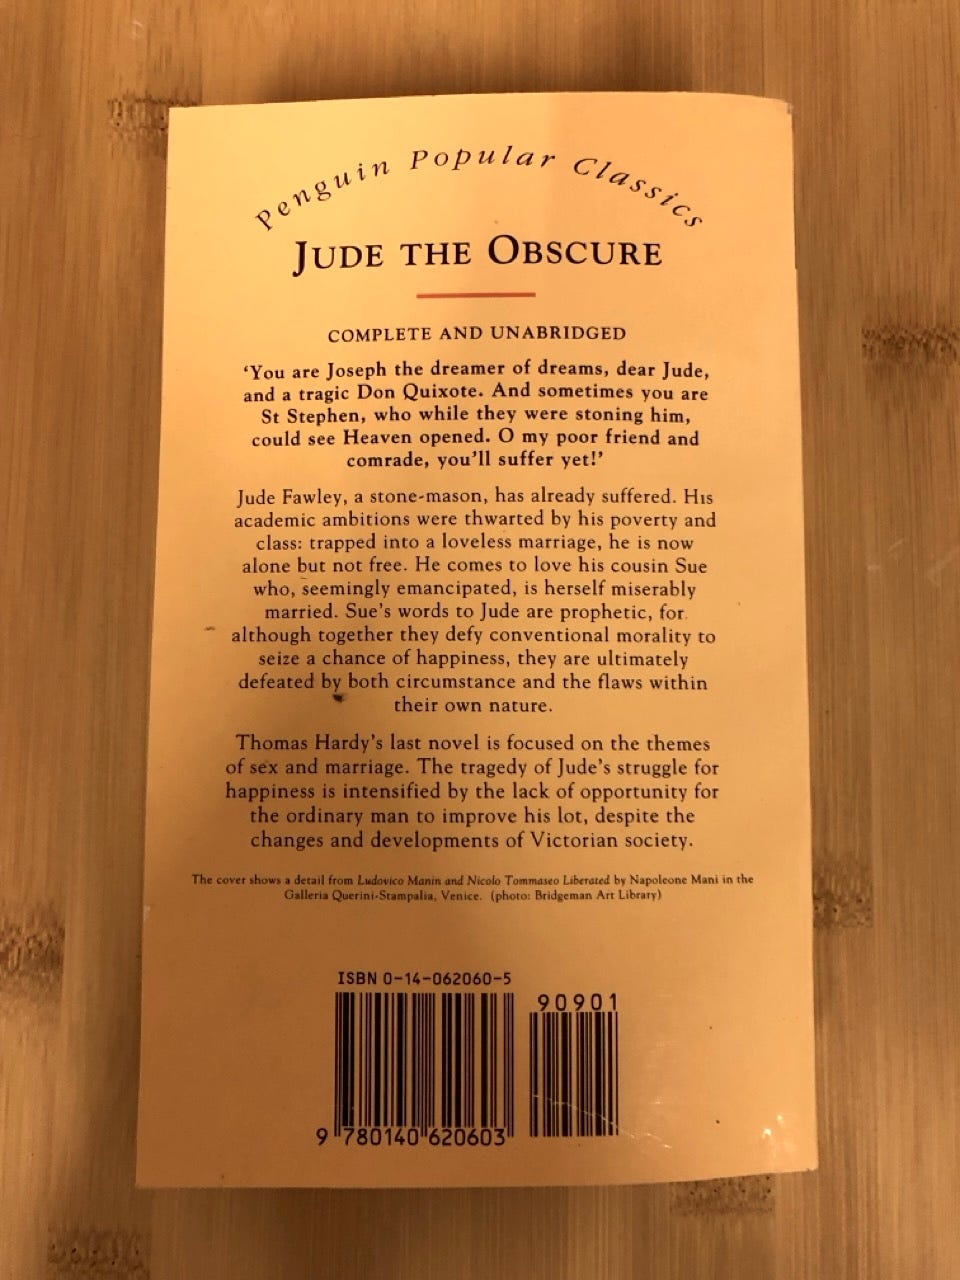 Penguin Popular Classics
JUDE THE OBSCURE
COMPLETE AND UNABRIDGED
‘You are Joseph the dreamer of dreams, dear Jude,
and a tragic Don Quixote. And sometimes you are
St Stephen, who while they were stoning him,
could see Heaven opened. O my poor friend and
comrade, you’ll suffer yet!’
Jude Fawley, a stone-mason, has already suffered. His
academic ambitions were thwarted by his poverty and
class: trapped into a loveless marriage, he is now
alone but not free. He comes to love his cousin Sue
who, seemingly emancipated, is herself miserably
married. Sue’s words to Jude are prophetic, for
although together they defy conventional morality to
seize a chance of happiness, they are ultimately
defeated by both circumstance and the flaws within
their own nature.
Thomas Hardy’s last novel is focused on the themes
of sex and marriage. The tragedy of Jude’s struggle for
happiness is intensified by the lack of opportunity for
the ordinary man to improve his lot, despite the
changes and developments of Victorian society.
The cover shows a detail from Ludovico Manin and Nicolo Tommaseo Liberated by Napoleone Mani in the
Galleria Querini-Stampalia, Venice. (photo: Bridgeman Art Library)
ISBN 0-14-062060-5
90901
9 780140 620603